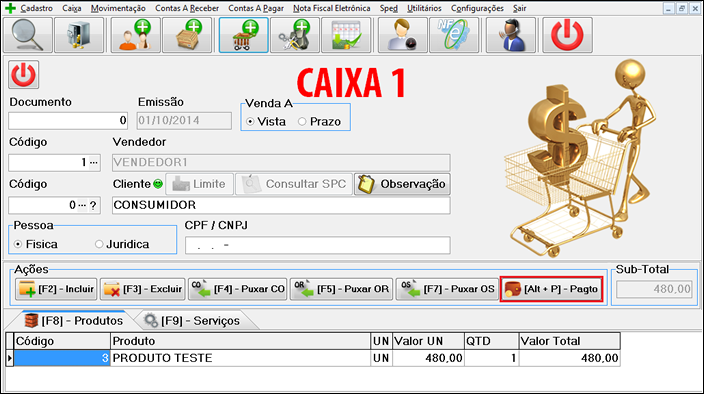 Cadastro Caixa Movimentação Contas A Receber Contas A Pagar Nota Fiscal Eletrônica Sped Utilitários Configurações Sair
NF-e
CAIXA 1
Documento Emissão Venda A
0 01/10/2014 Vista Prazo
Código Vendedor
1 ... VENDEDOR1
Código Cliente Limite Consultar SPC Observação
0 ... ? CONSUMIDOR
Pessoa CPF / CNPJ
Fisica Juridica . . -
$
Ações Sub-Total
[F2] - Incluir [F3] - Excluir CO [F4] - Puxar CO OR [F5] - Puxar OR OS [F7] - Puxar OS [Alt + P] - Pagto 480,00
[F8] - Produtos [F9] - Serviços
Código Produto UN Valor UN QTD Valor Total
3 PRODUTO TESTE UN 480,00 1 480,00